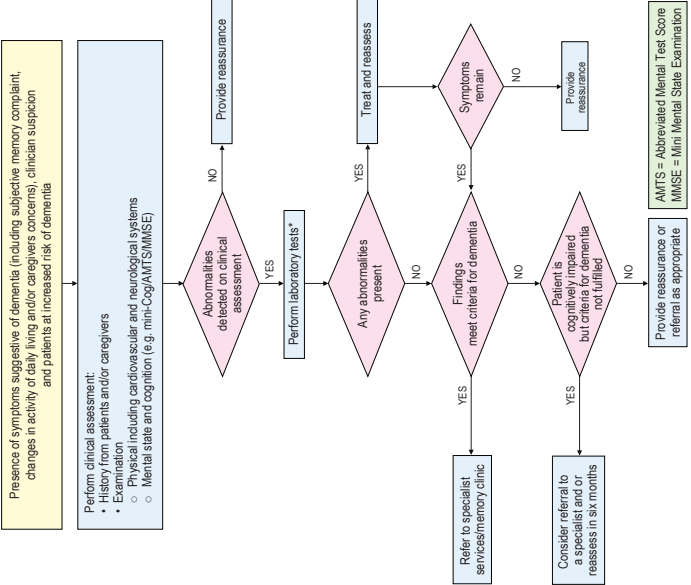 Presence of symptoms suggestive of dementia (including subjective memory complaint,
changes in activity of daily living and/or caregivers concerns), clinician suspicion
and patients at increased risk of dementia
Perform clinical assessment:
• History from patients and/or caregivers
• Examination
○ Physical including cardiovascular and neurological systems
○ Mental state and cognition (e.g. mini-Cog/AMTS/MMSE)
Abnormalities
detected on clinical
assessment
NO
Provide reassurance
YES
Perform laboratory tests*
Any abnormalities
present
YES
Treat and reassess
Symptoms
remain
NO
Provide
reassurance
YES
NO
Findings
meet criteria for dementia
YES
Refer to specialist
services/memory clinic
NO
Patient is
cognitively impaired
but criteria for dementia
not fulfilled
YES
Consider referral to
a specialist and or
reassess in six months
NO
Provide reassurance or
referral as appropriate
AMTS = Abbreviated Mental Test Score
MMSE = Mini Mental State Examination